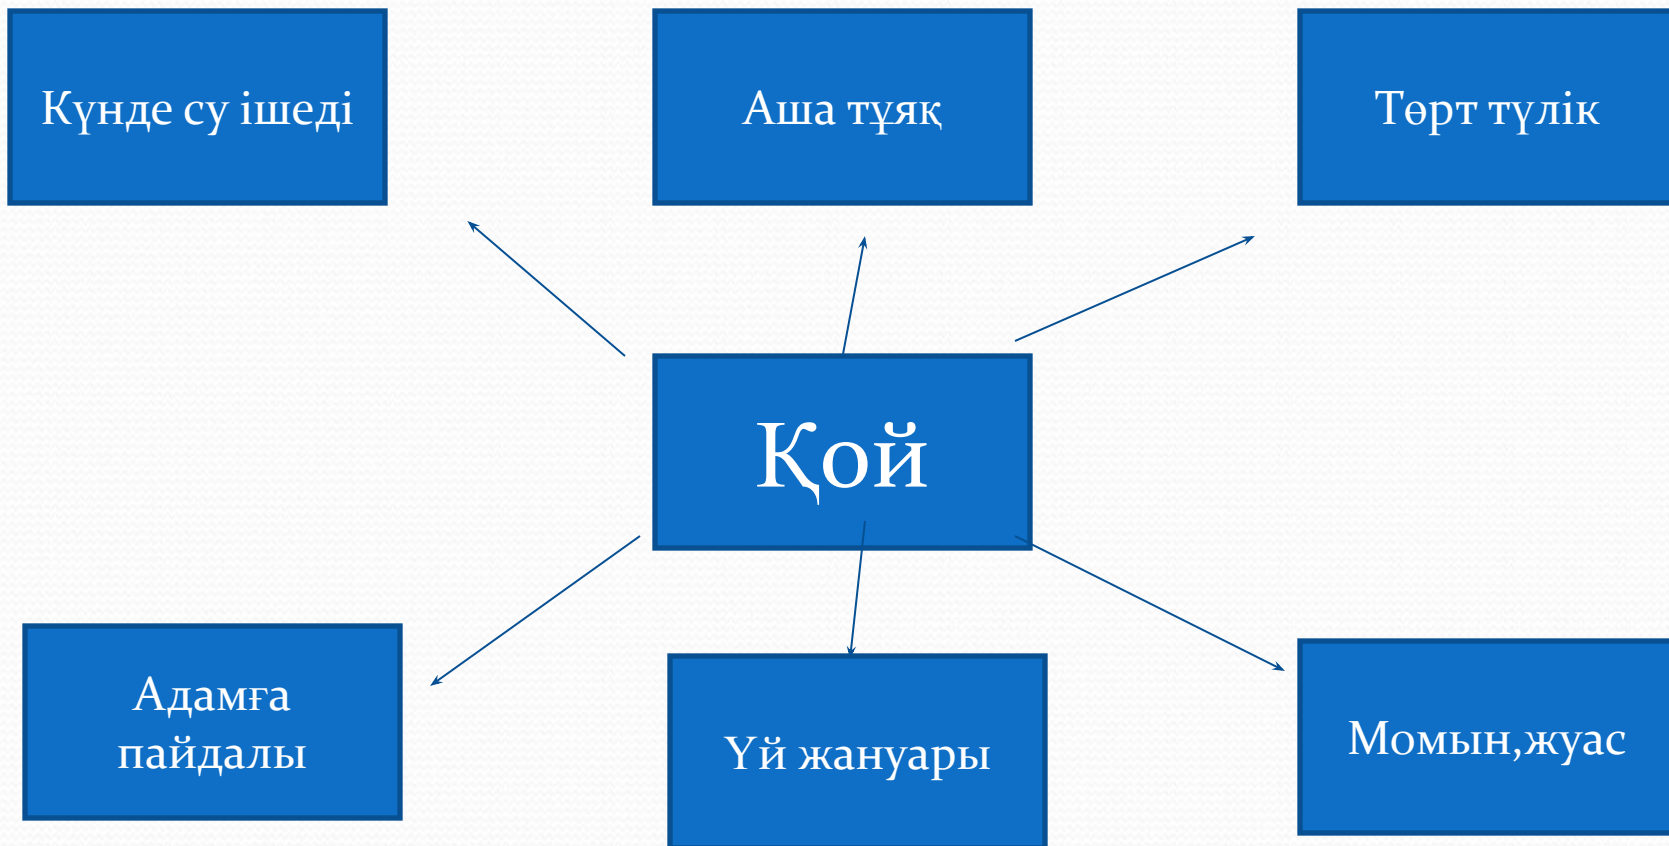 Күнде су ішеді
Аша тұяқ
Төрт түлік
Қой
Адамға
пайдалы
Үй жануары
Момын,жуас